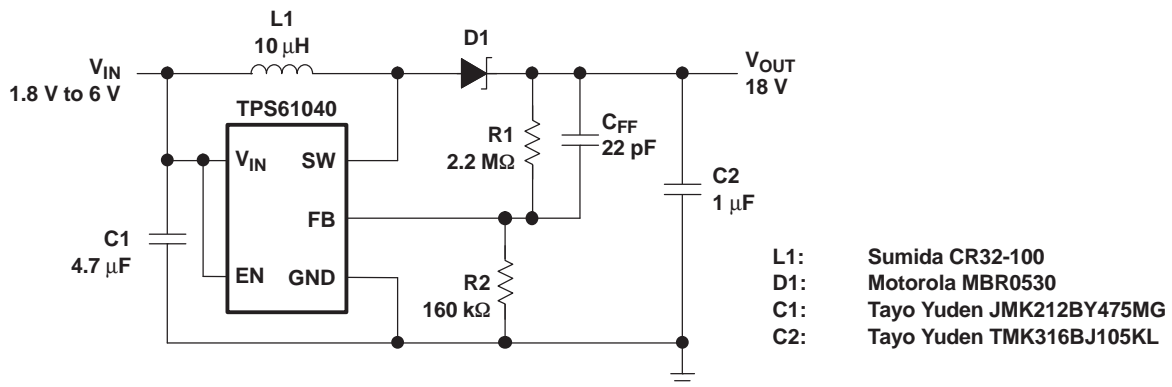 L1
10 μH
D1
V_IN
1.8 V to 6 V
V_OUT
18 V
TPS61040
V_IN
SW
FB
EN
GND
R1
2.2 MΩ
C_FF
22 pF
C2
1 μF
C1
4.7 μF
R2
160 kΩ
L1: Sumida CR32-100
D1: Motorola MBR0530
C1: Tayo Yuden JMK212BY475MG
C2: Tayo Yuden TMK316BJ105KL